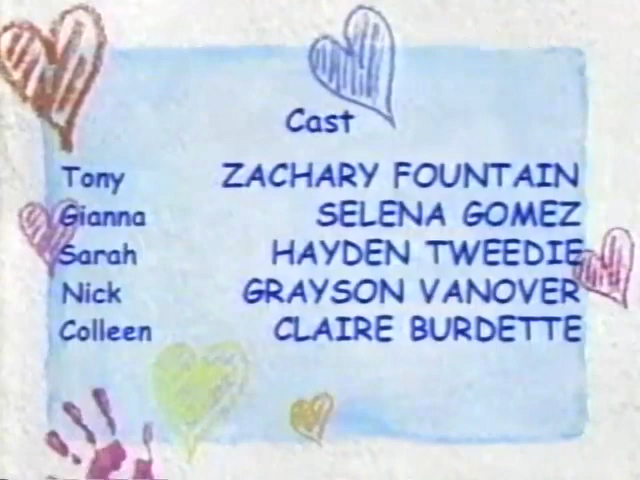 Cast
Tony ZACHARY FOUNTAIN
Gianna SELENA GOMEZ
Sarah HAYDEN TWEEDIE
Nick GRAYSON VANOVER
Colleen CLAIRE BURDETTE